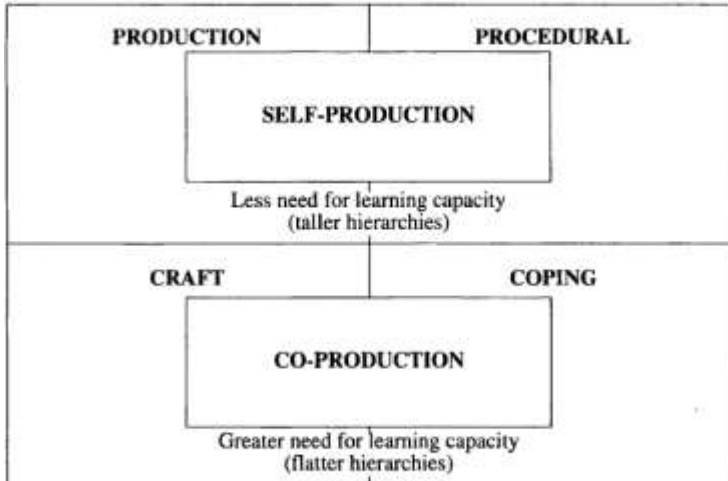 PRODUCTION
PROCEDURAL
SELF-PRODUCTION
Less need for learning capacity
(taller hierarchies)
CRAFT
COPING
CO-PRODUCTION
Greater need for learning capacity
(flatter hierarchies)